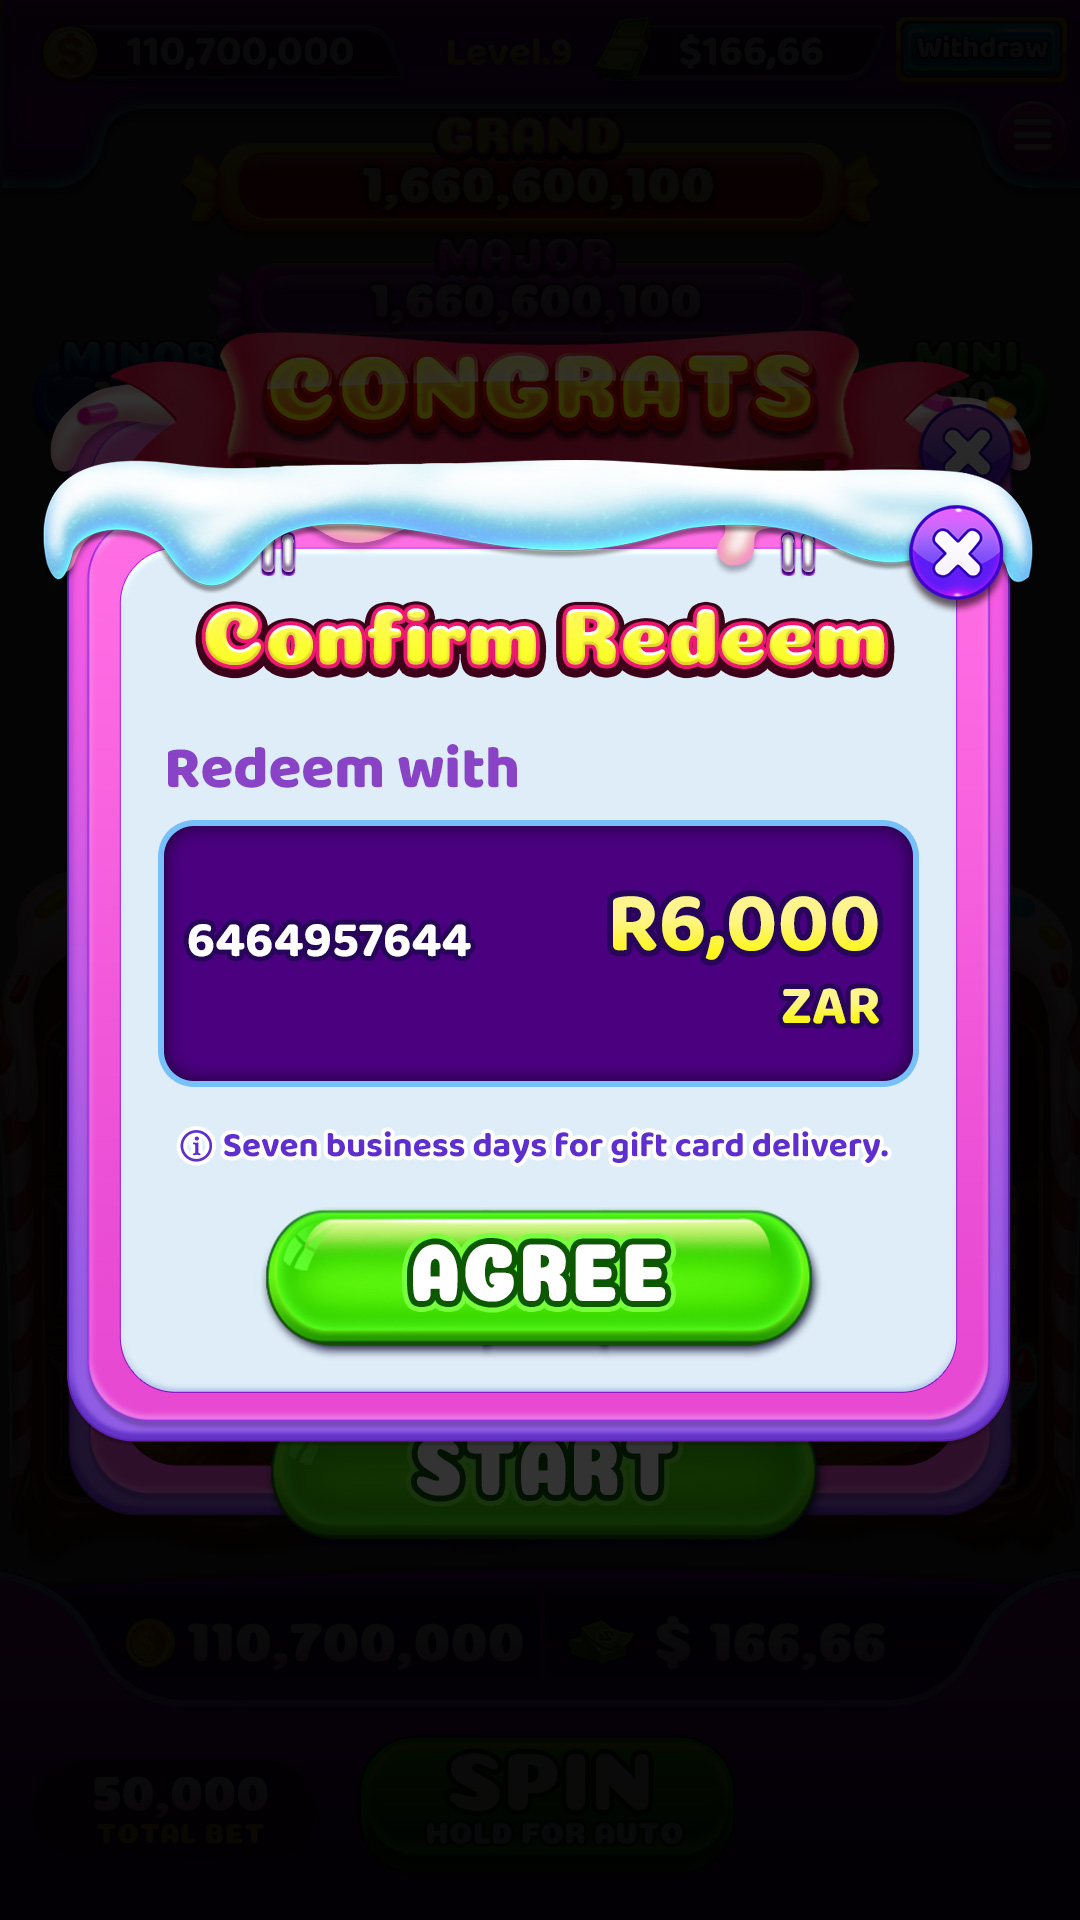 110,700,000
Level.9
$166,66
Withdraw
GRAND
1,660,600,100
MAJOR
1,660,600,100
MINOR
MINI
CONGRATS
Confirm Redeem
Redeem with
6464957644
R6,000
ZAR
Seven business days for gift card delivery.
AGREE
START
110,700,000
$ 166,66
50,000
TOTAL BET
SPIN
HOLD FOR AUTO